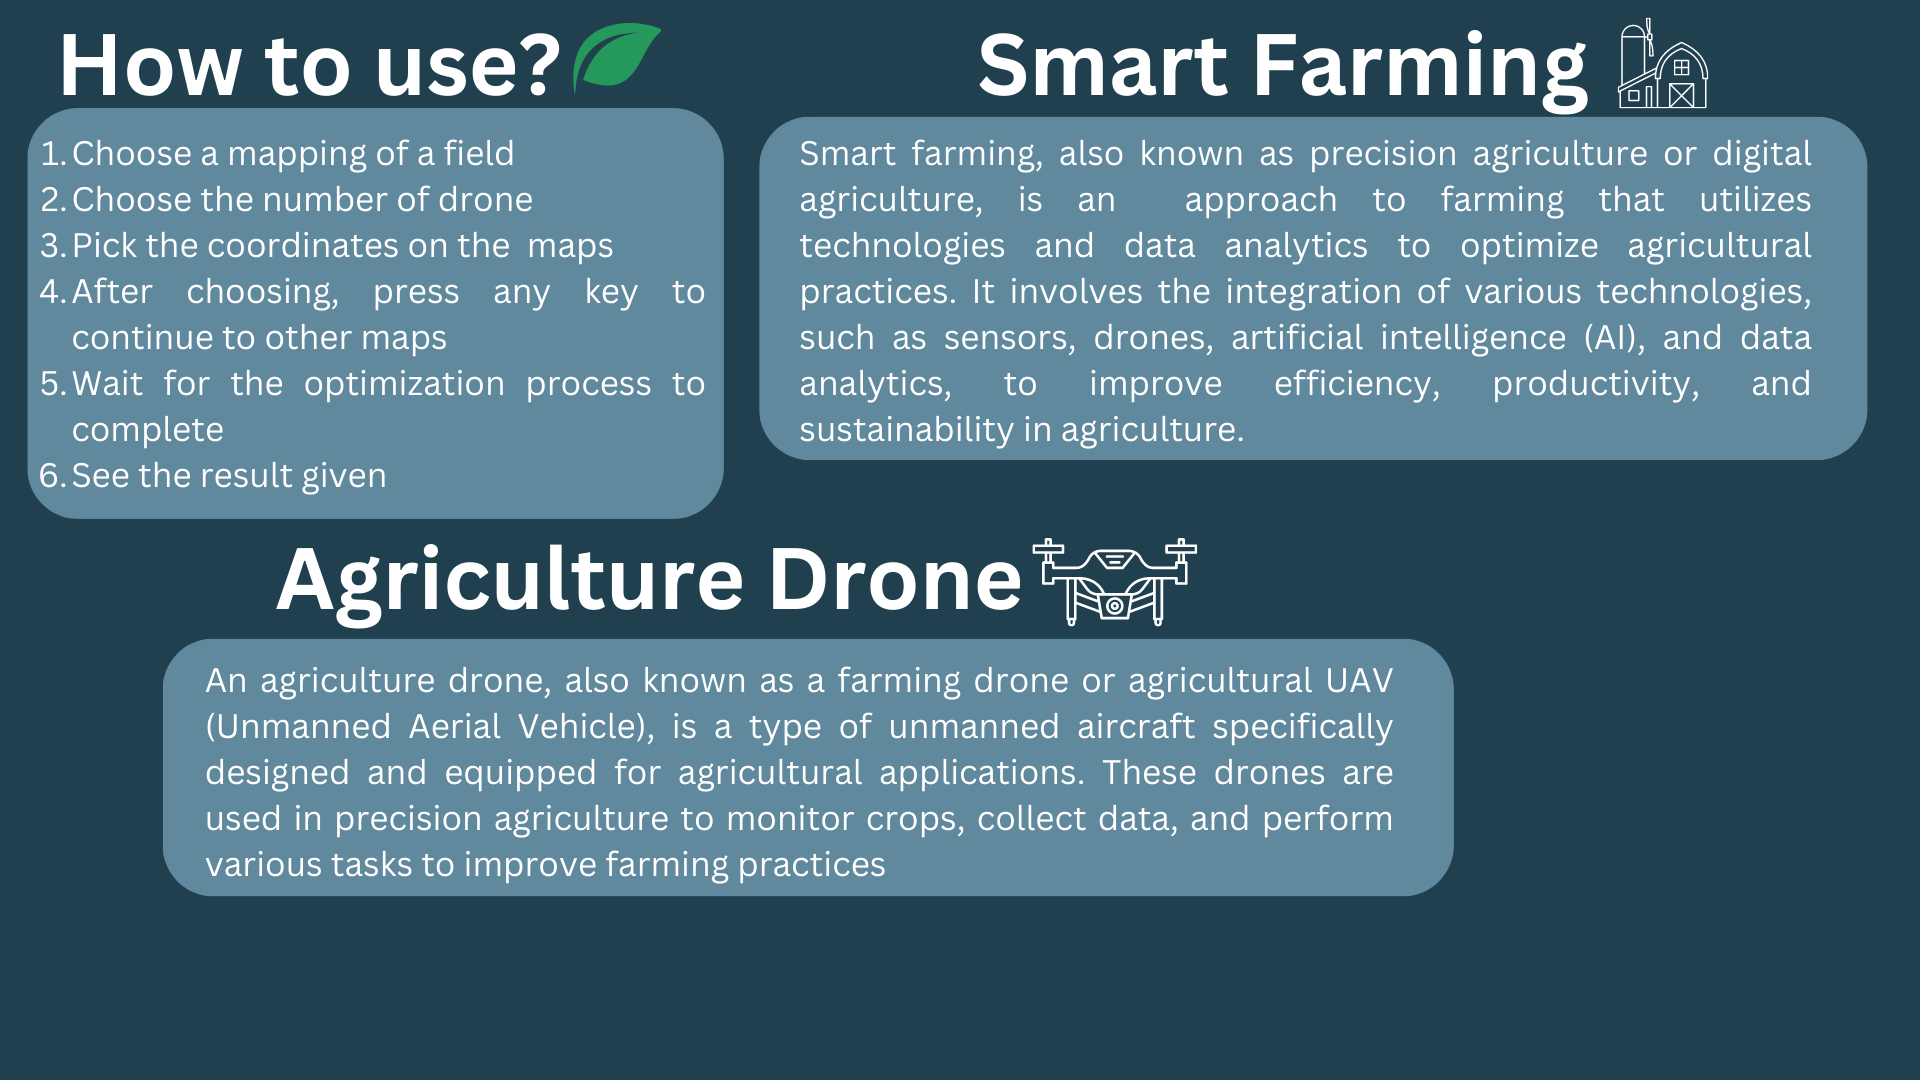 How to use?
1. Choose a mapping of a field
2. Choose the number of drone
3. Pick the coordinates on the  maps
4. After choosing, press any key to
continue to other maps
5. Wait for the optimization process to
complete
6. See the result given
Smart Farming
Smart farming, also known as precision agriculture or digital
agriculture, is an  approach to farming that utilizes
technologies and data analytics to optimize agricultural
practices. It involves the integration of various technologies,
such as sensors, drones, artificial intelligence (AI), and data
analytics, to improve efficiency, productivity, and
sustainability in agriculture.
Agriculture Drone
An agriculture drone, also known as a farming drone or agricultural UAV
(Unmanned Aerial Vehicle), is a type of unmanned aircraft specifically
designed and equipped for agricultural applications. These drones are
used in precision agriculture to monitor crops, collect data, and perform
various tasks to improve farming practices